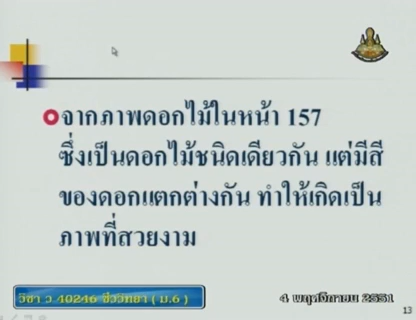 จากภาพดอกไม้ในหน้า 157
ซึ่งเป็นดอกไม้ชนิดเดียวกัน แต่มีสี
ของดอกแตกต่างกัน ทำให้เกิดเป็น
ภาพที่สวยงาม
วิชา ว 40246 ชีววิทยา ( ม.6 )
4 พฤศจิกายน 2551
13